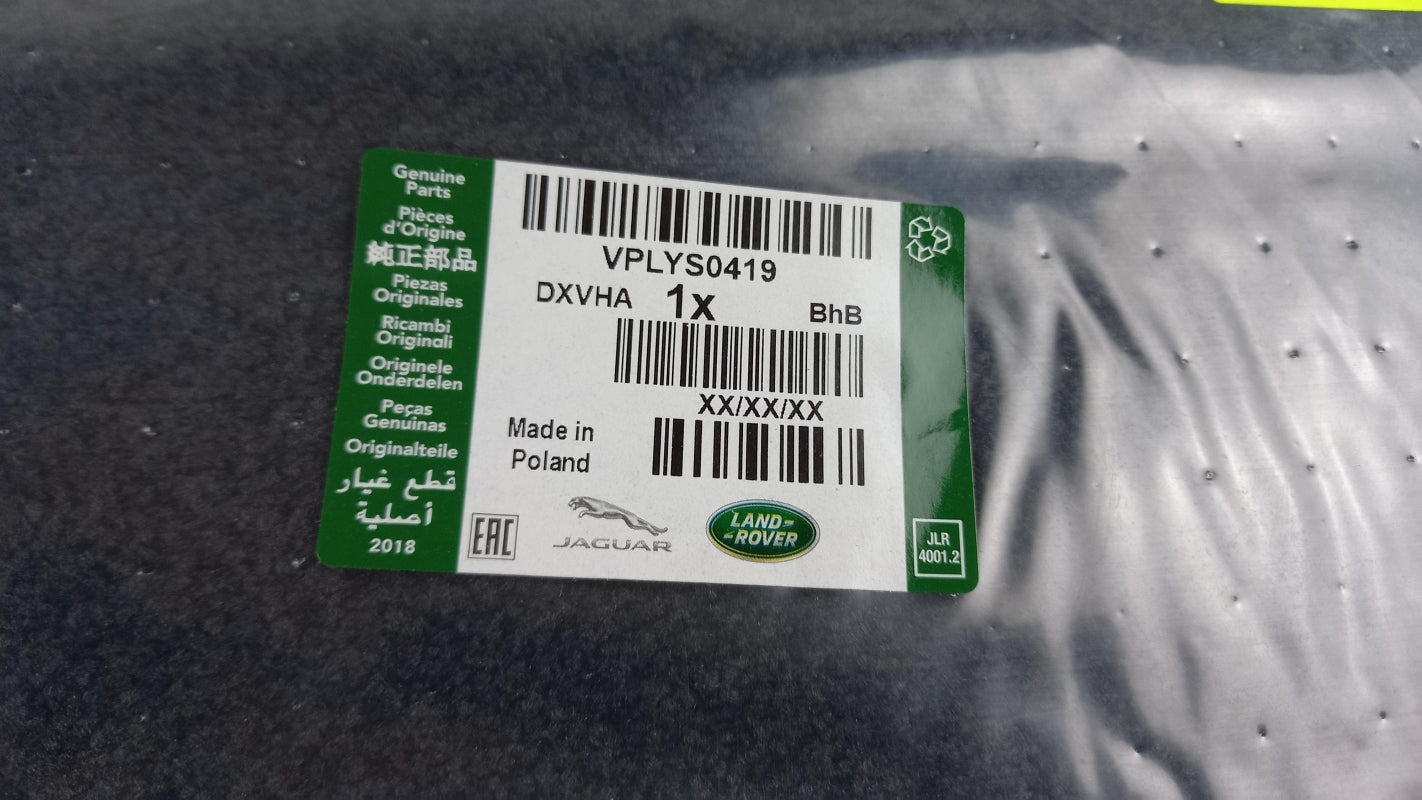 Genuine
Parts
Pièces
d'Origine
純正部品
Piezas
Originales
Ricambi
Originali
Originele
Onderdelen
Peças
Genuinas
Originalteile
قطع غيار
أصلية
2018
VPLYS0419
DXVHA 1x BhB
XX/XX/XX
Made in
Poland
EAC
JAGUAR
LAND-
-ROVER
JLR
4001.2